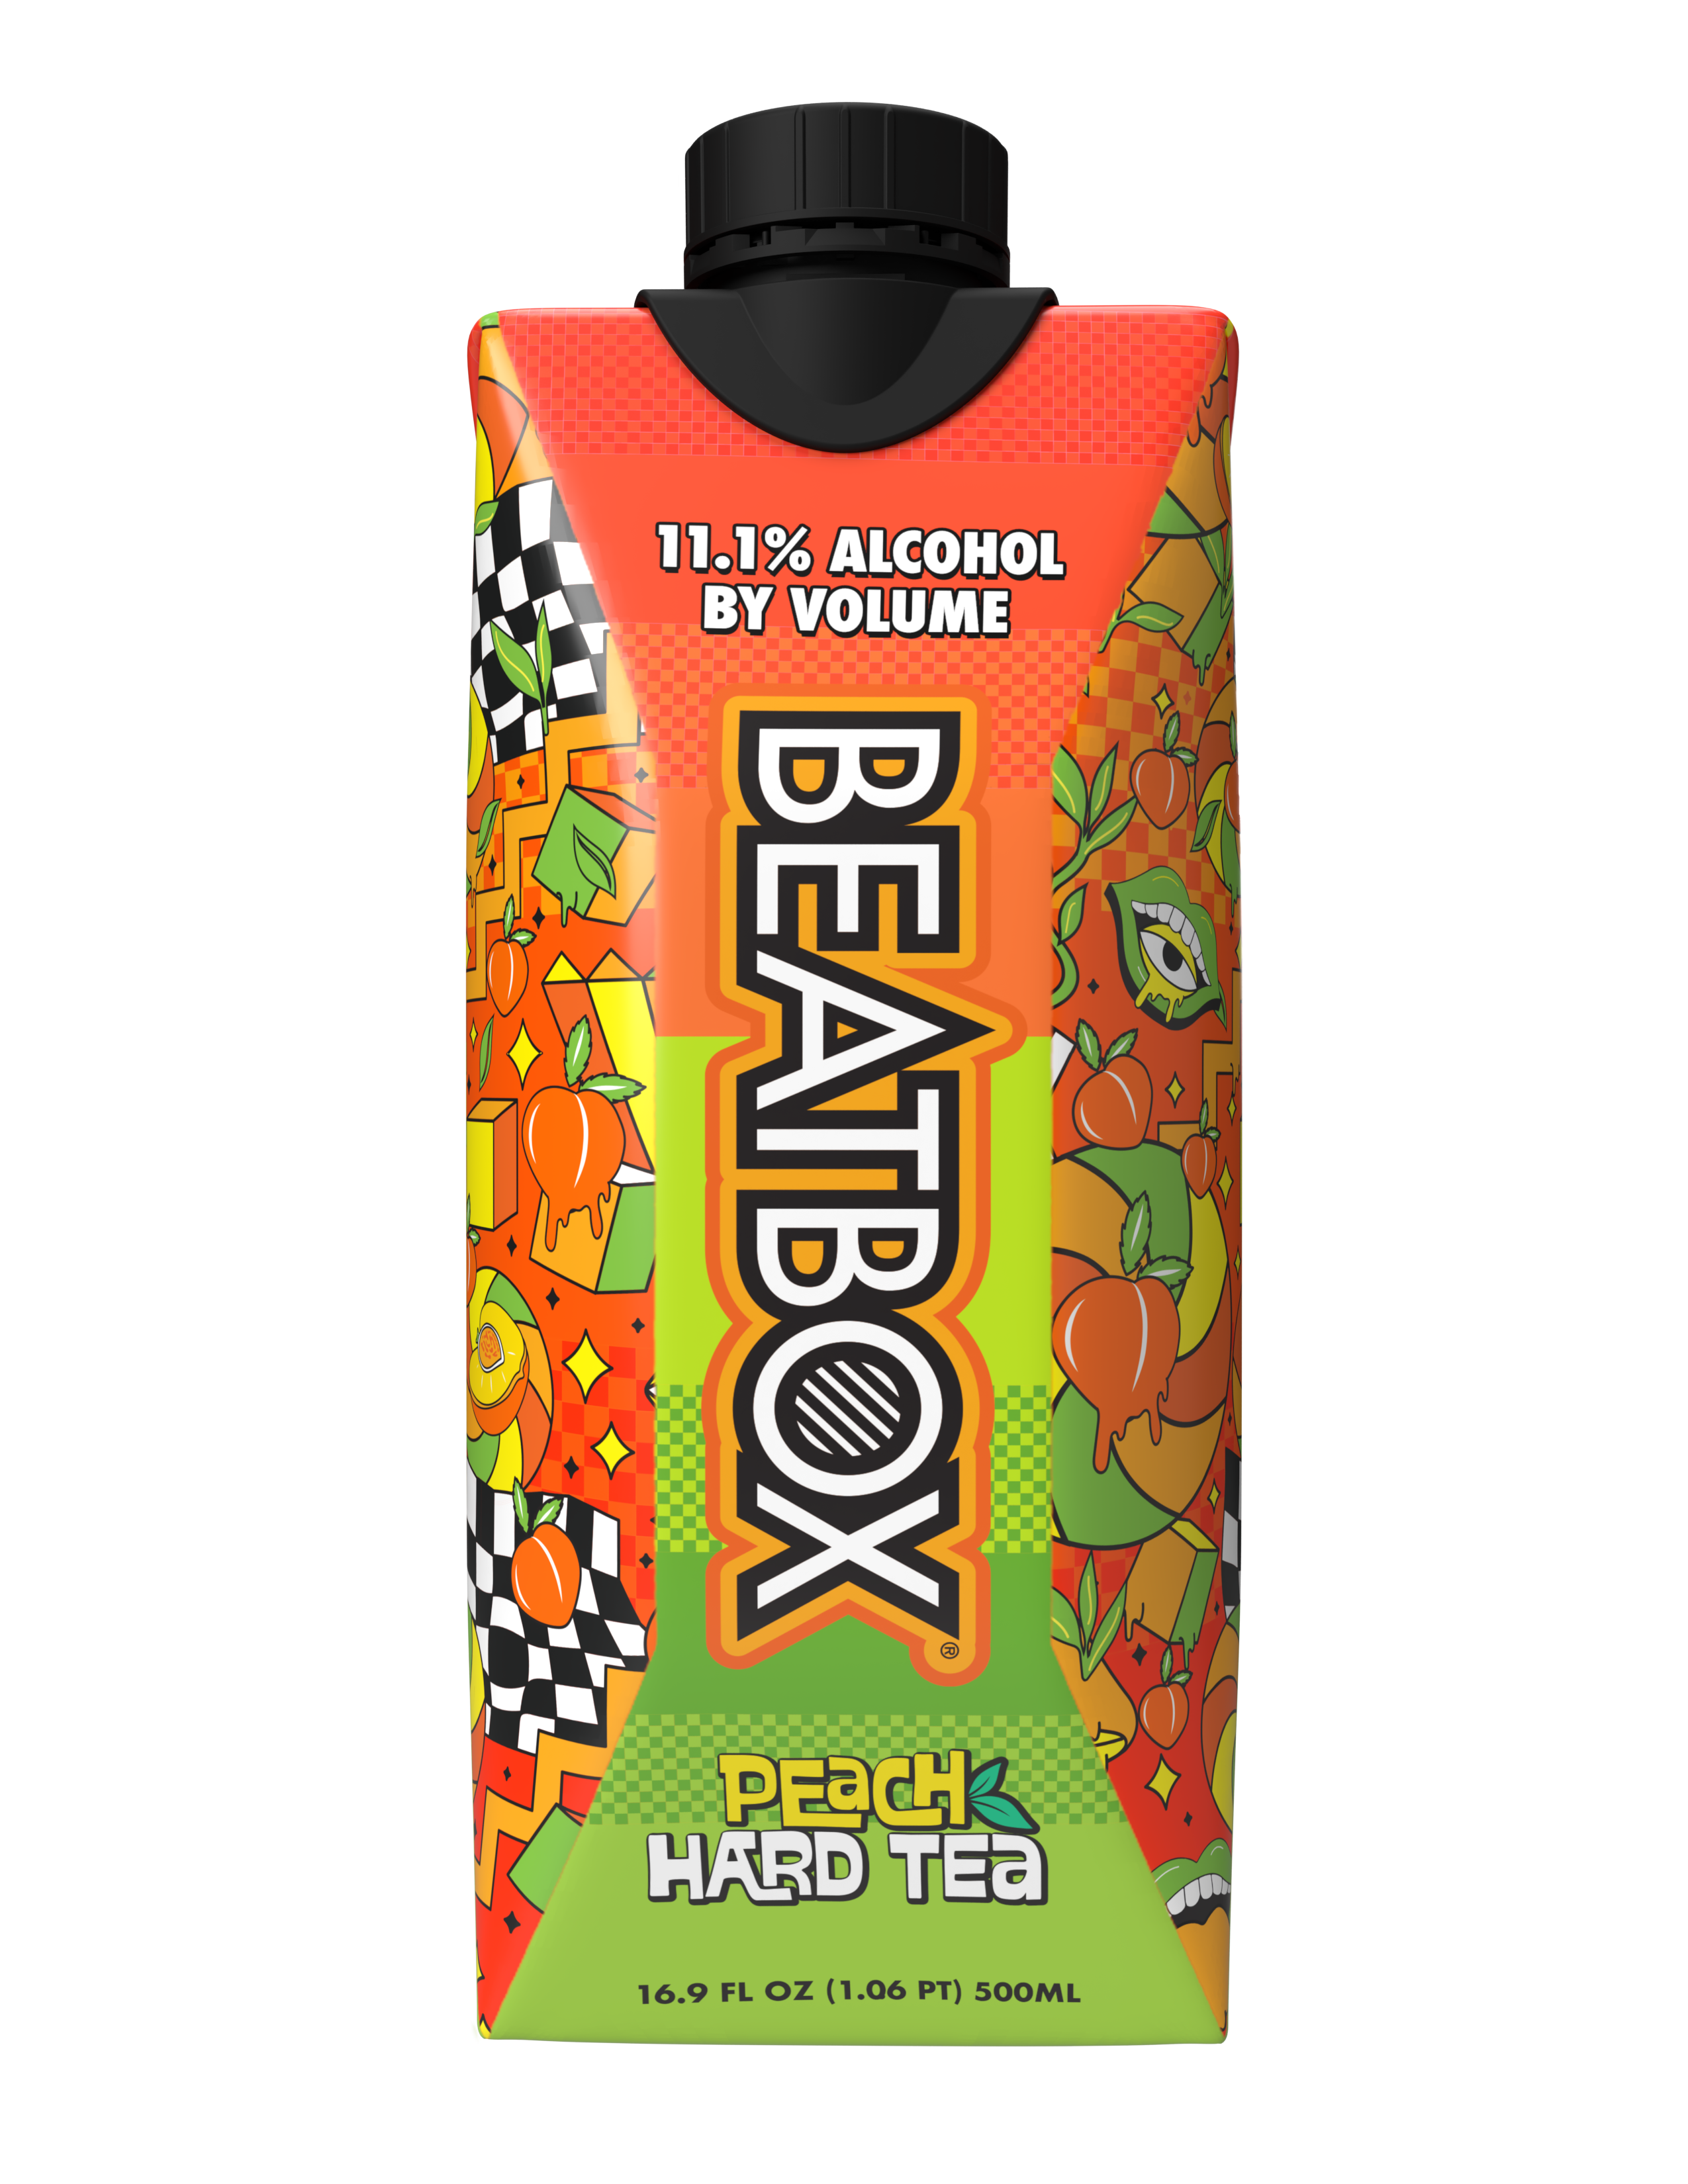 11.1% ALCOHOL
BY VOLUME
BEATBOX®
PEaCH
HARD TEa
16.9 FL OZ (1.06 PT) 500ML